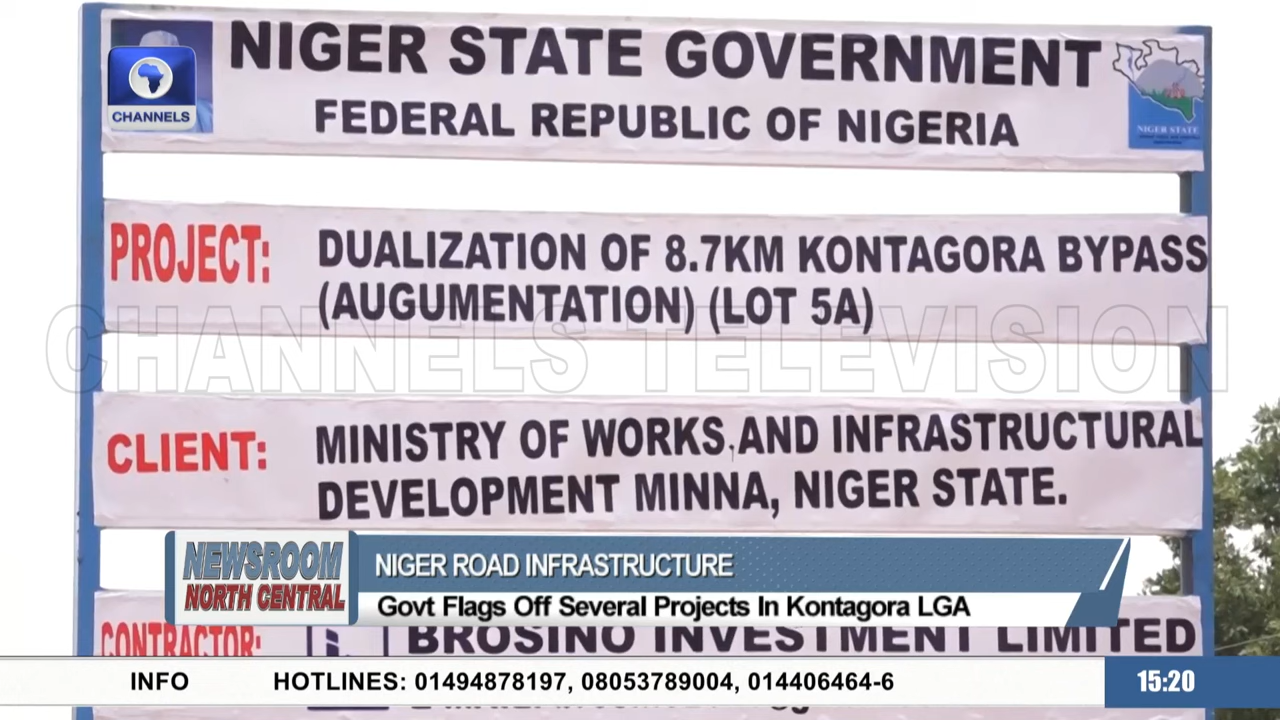 NIGER STATE GOVERNMENT
FEDERAL REPUBLIC OF NIGERIA
CHANNELS
NIGER STATE
PROJECT: DUALIZATION OF 8.7KM KONTAGORA BYPASS
(AUGUMENTATION) (LOT 5A)
CHANNELS TELEVISION
CLIENT: MINISTRY OF WORKS,AND INFRASTRUCTURAL
DEVELOPMENT MINNA, NIGER STATE.
NEWSROOM
NORTH CENTRAL
NIGER ROAD INFRASTRUCTURE
Govt Flags Off Several Projects In Kontagora LGA
CONTRACTOR: BROSINO INVESTMENT LIMITED
INFO HOTLINES: 01494878197, 08053789004, 014406464-6
15:20